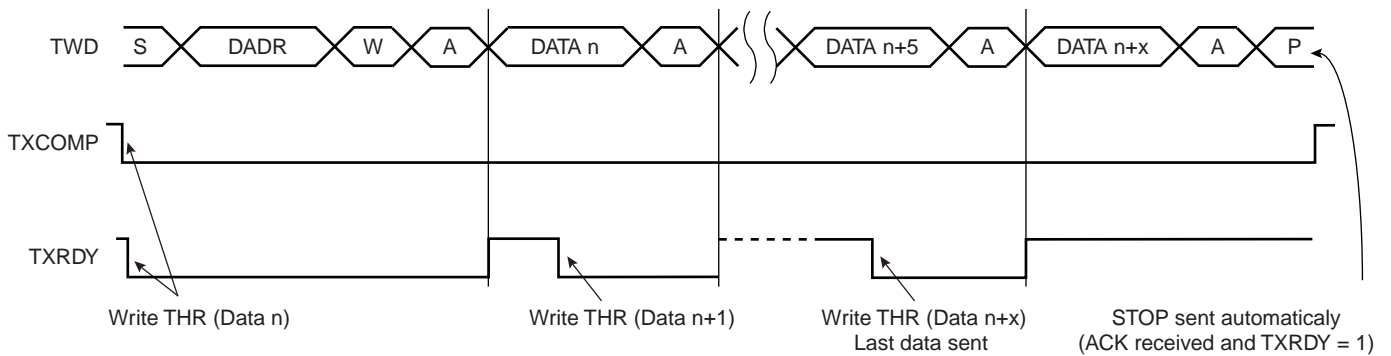 TWD S DADR W A DATA n A DATA n+5 A DATA n+x A P
TXCOMP
TXRDY
Write THR (Data n)
Write THR (Data n+1)
Write THR (Data n+x)
Last data sent
STOP sent automaticaly
(ACK received and TXRDY = 1)